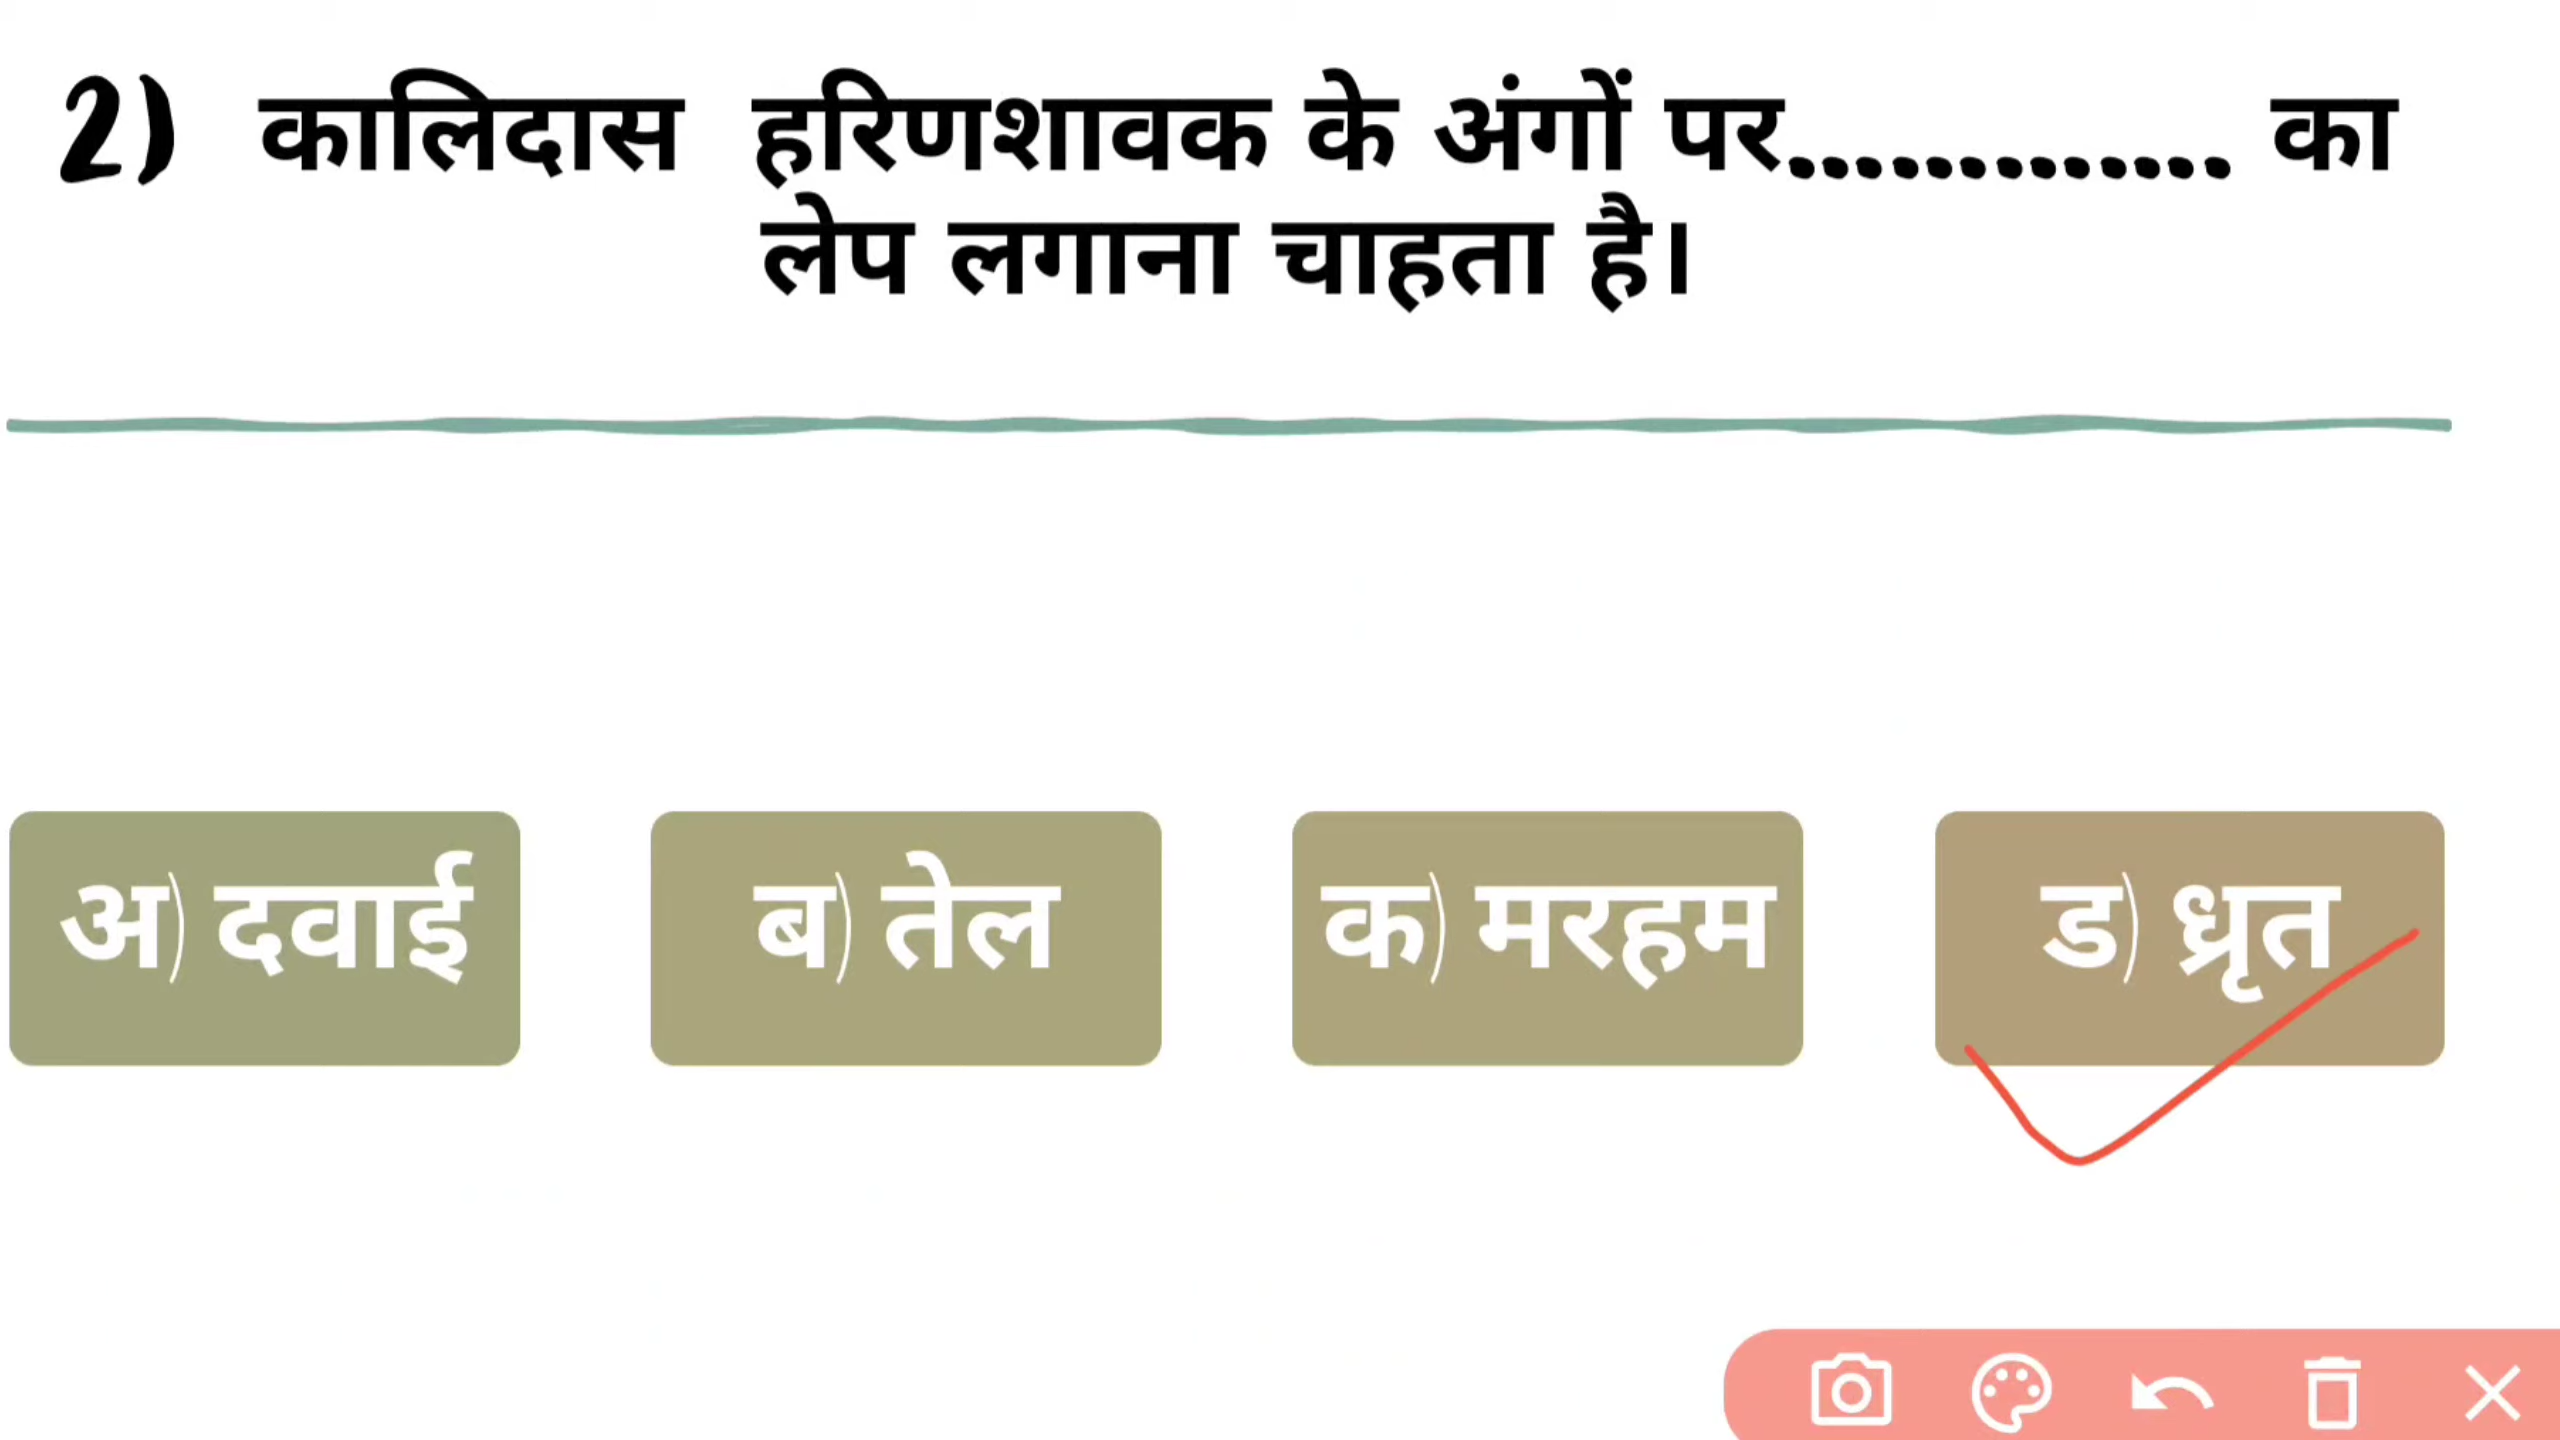 2) कालिदास हरिणशावक के अंगों पर............. का
लेप लगाना चाहता है।
अ) दवाई
ब) तेल
क) मरहम
ड) ध्रृत